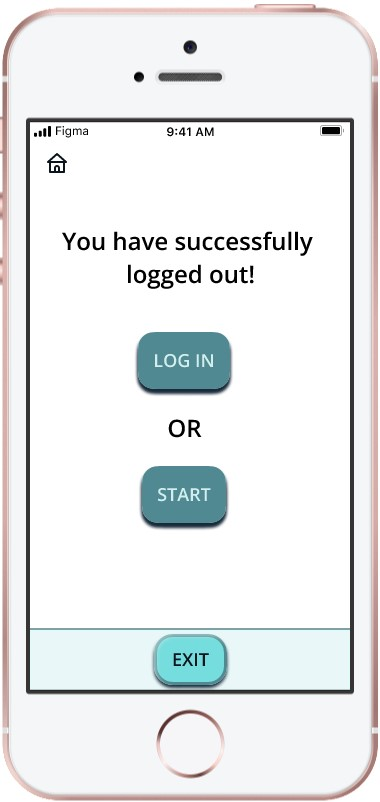 Figma 9:41 AM
You have successfully
logged out!
LOG IN
OR
START
EXIT